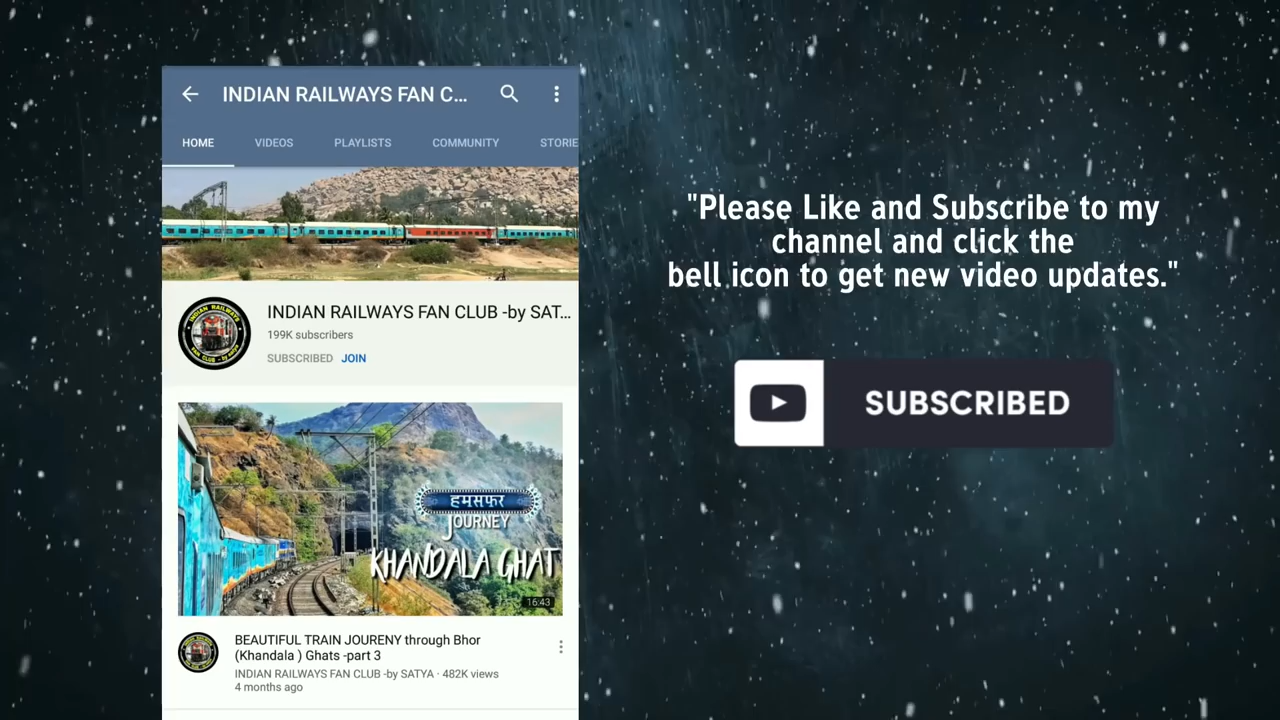 INDIAN RAILWAYS FAN C...
HOME VIDEOS PLAYLISTS COMMUNITY STORIE
INDIAN RAILWAYS FAN CLUB -by SAT...
199K subscribers
SUBSCRIBED JOIN
हमसफ़र
JOURNEY
KHANDALA GHAT
16:43
BEAUTIFUL TRAIN JOURENY through Bhor
(Khandala ) Ghats -part 3
INDIAN RAILWAYS FAN CLUB -by SATYA · 482K views
4 months ago
"Please Like and Subscribe to my
channel and click the
bell icon to get new video updates."
SUBSCRIBED